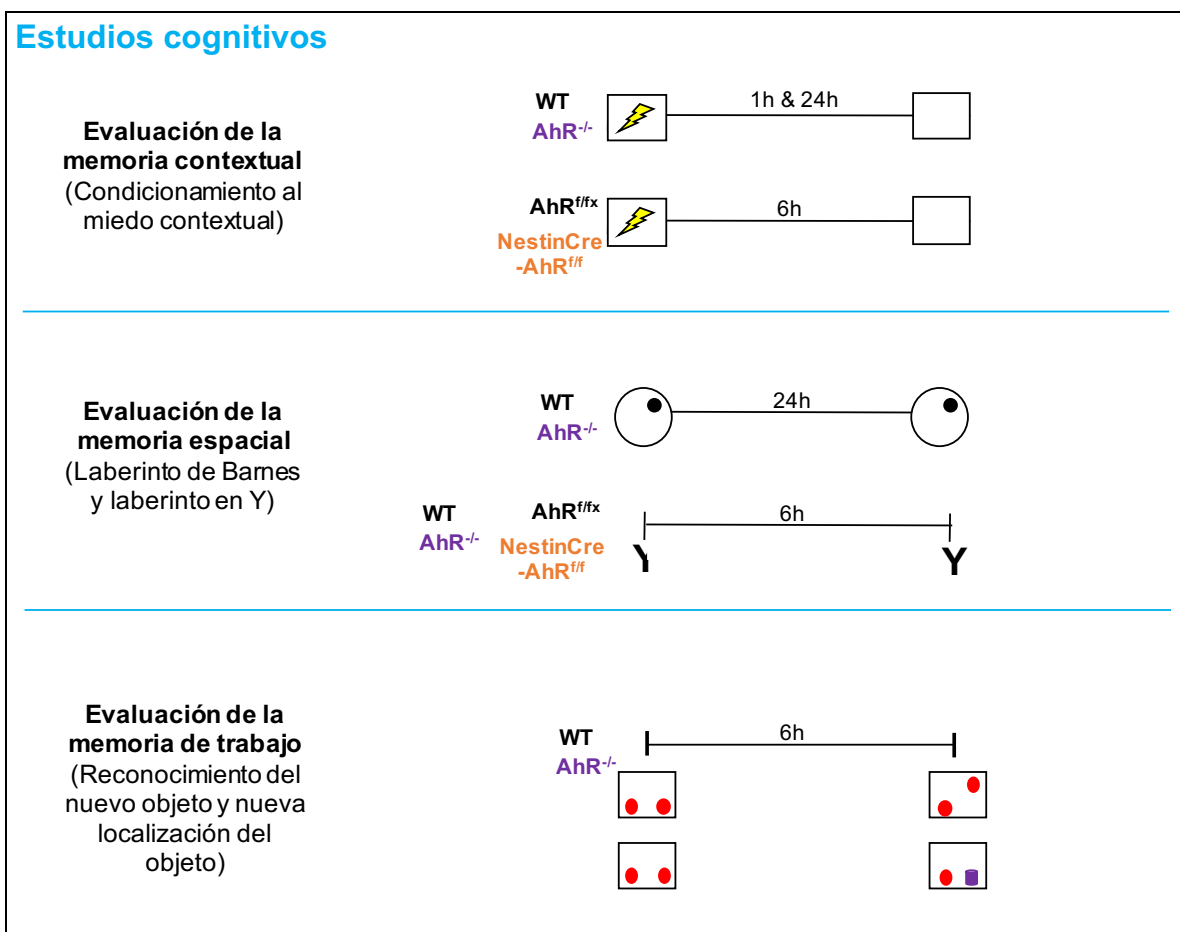 Estudios cognitivos
Evaluación de la
memoria contextual
(Condicionamiento al
miedo contextual)
WT
AhR-/-
1h & 24h
AhRf/fx
NestinCre
-AhRf/f
6h
Evaluación de la
memoria espacial
(Laberinto de Barnes
y laberinto en Y)
WT
AhR-/-
24h
WT
AhR-/-
AhRf/fx
NestinCre
-AhRf/f
6h
Y
Y
Evaluación de la
memoria de trabajo
(Reconocimiento del
nuevo objeto y nueva
localización del
objeto)
WT
AhR-/-
6h